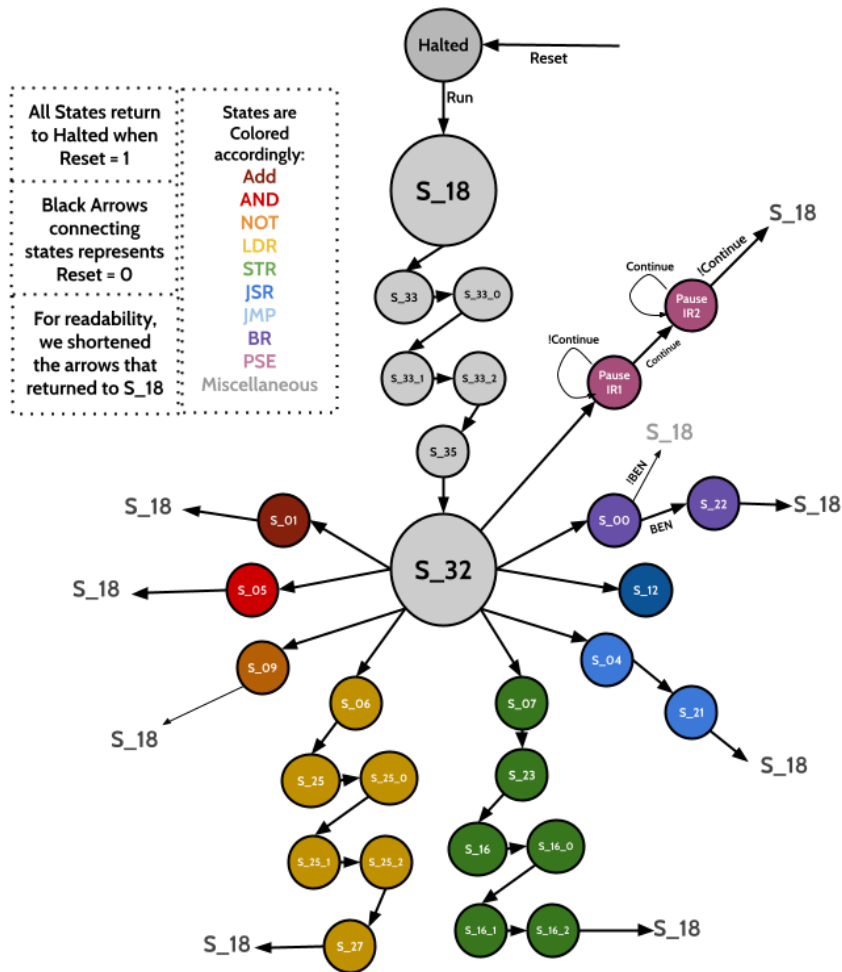 Halted
Reset
Run
All States return
to Halted when
Reset = 1
Black Arrows
connecting
states represents
Reset = 0
For readability,
we shortened
the arrows that
returned to S_18
States are
Colored
accordingly:
Add
AND
NOT
LDR
STR
JSR
JMP
BR
PSE
Miscellaneous
S_18
S_33
S_33_0
S_33_1
S_33_2
S_35
S_32
!Continue
Pause
IR1
Continue
Continue
Pause
IR2
!Continue
S_18
S_18
!BEN
S_00
BEN
S_22
S_18
S_01
S_18
S_05
S_18
S_09
S_18
S_12
S_04
S_21
S_18
S_06
S_25
S_25_0
S_25_1
S_25_2
S_27
S_18
S_07
S_23
S_16
S_16_0
S_16_1
S_16_2
S_18